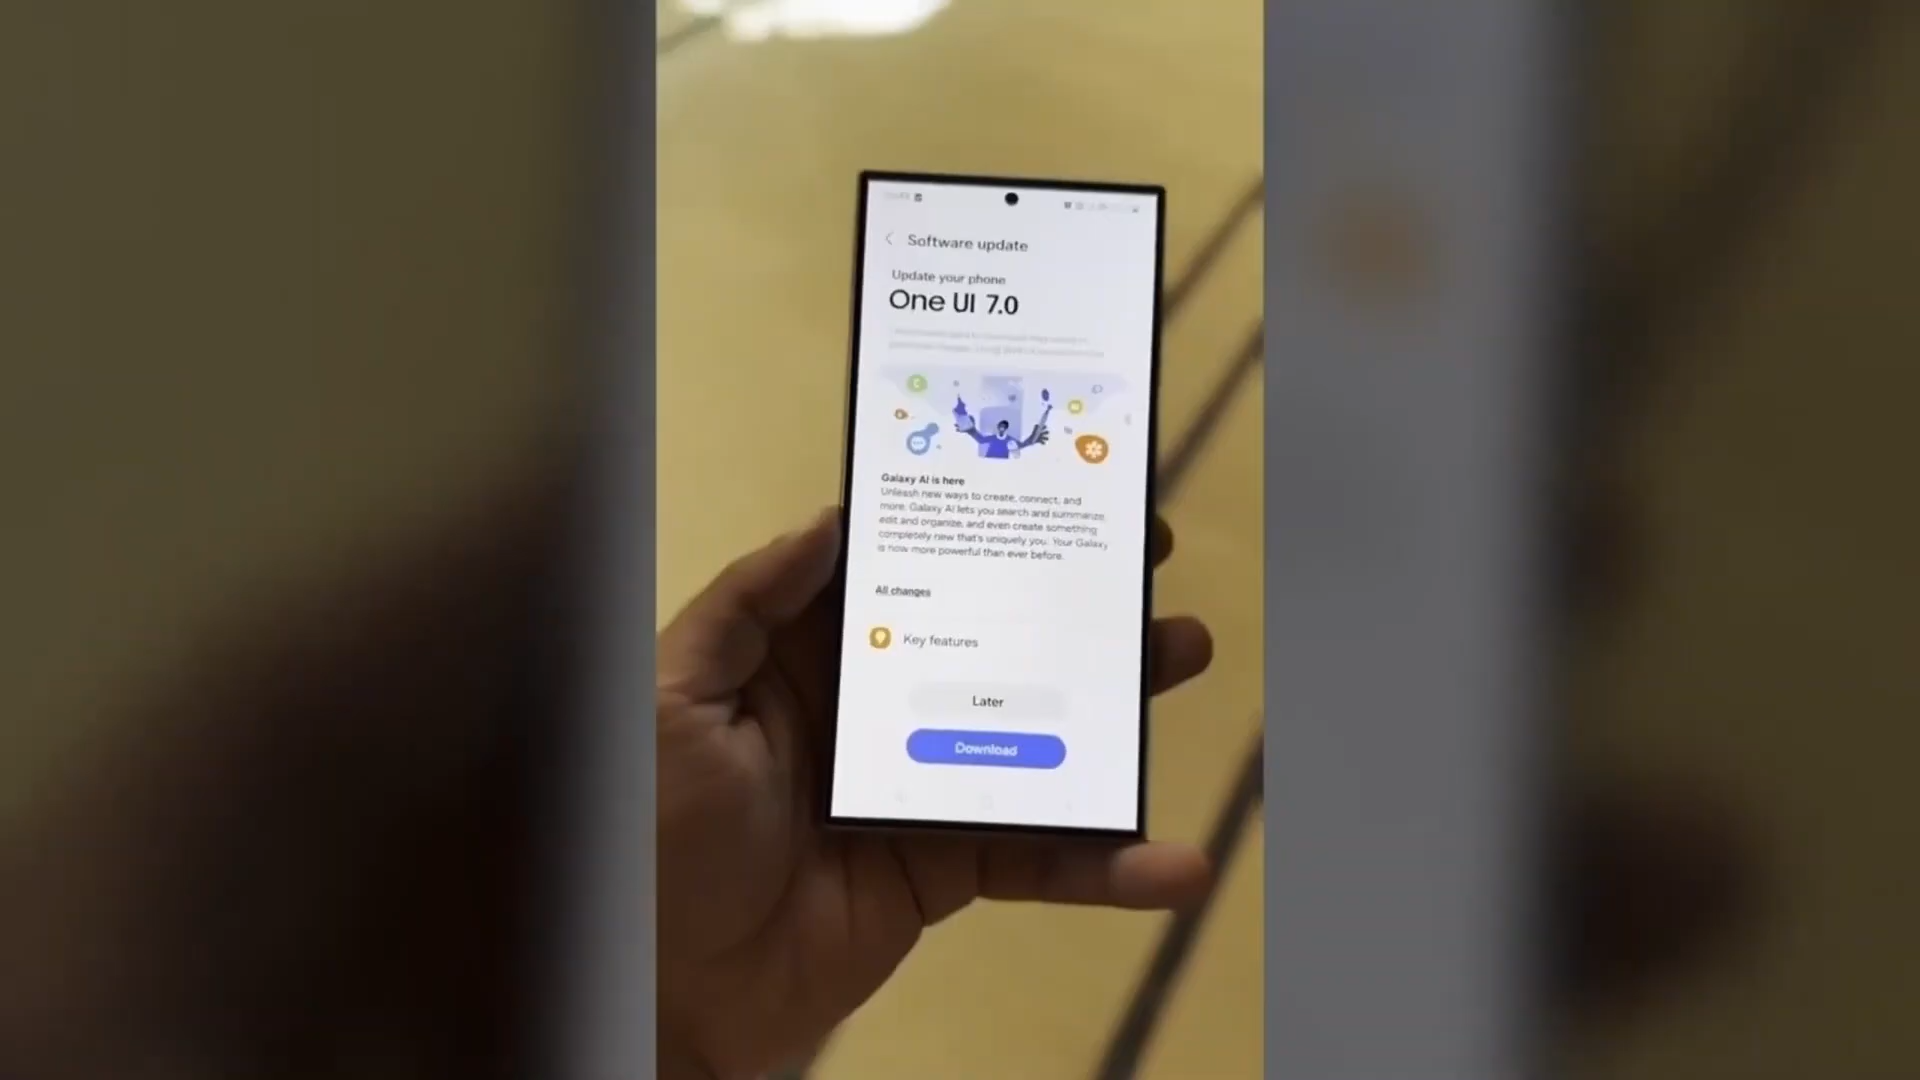 Software update
Update your phone
One UI 7.0
Galaxy AI is here
Unleash new ways to create, connect, and
more. Galaxy AI lets you search and summarize,
edit and organize, and even create something
completely new that's uniquely you. Your Galaxy
is now more powerful than ever before.
All changes
Key features
Later
Download